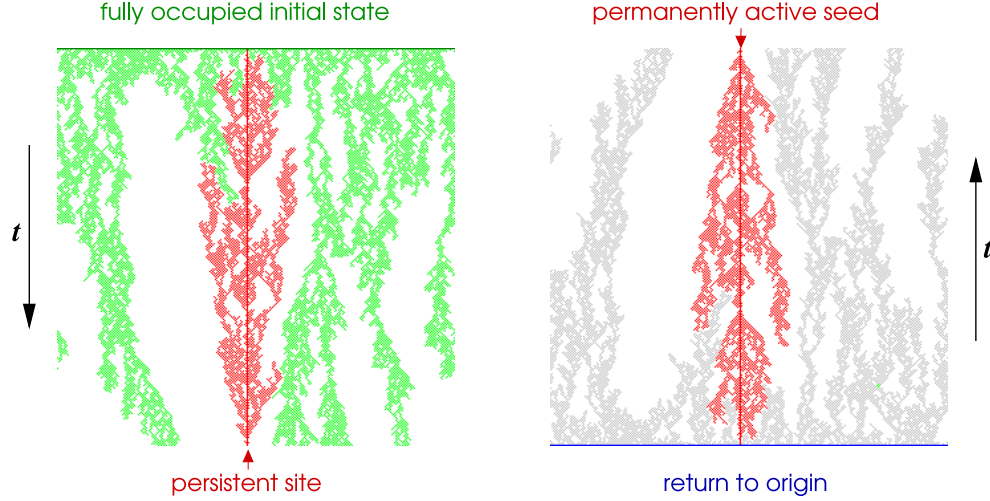 fully occupied initial state
permanently active seed
t
t
persistent site
return to origin